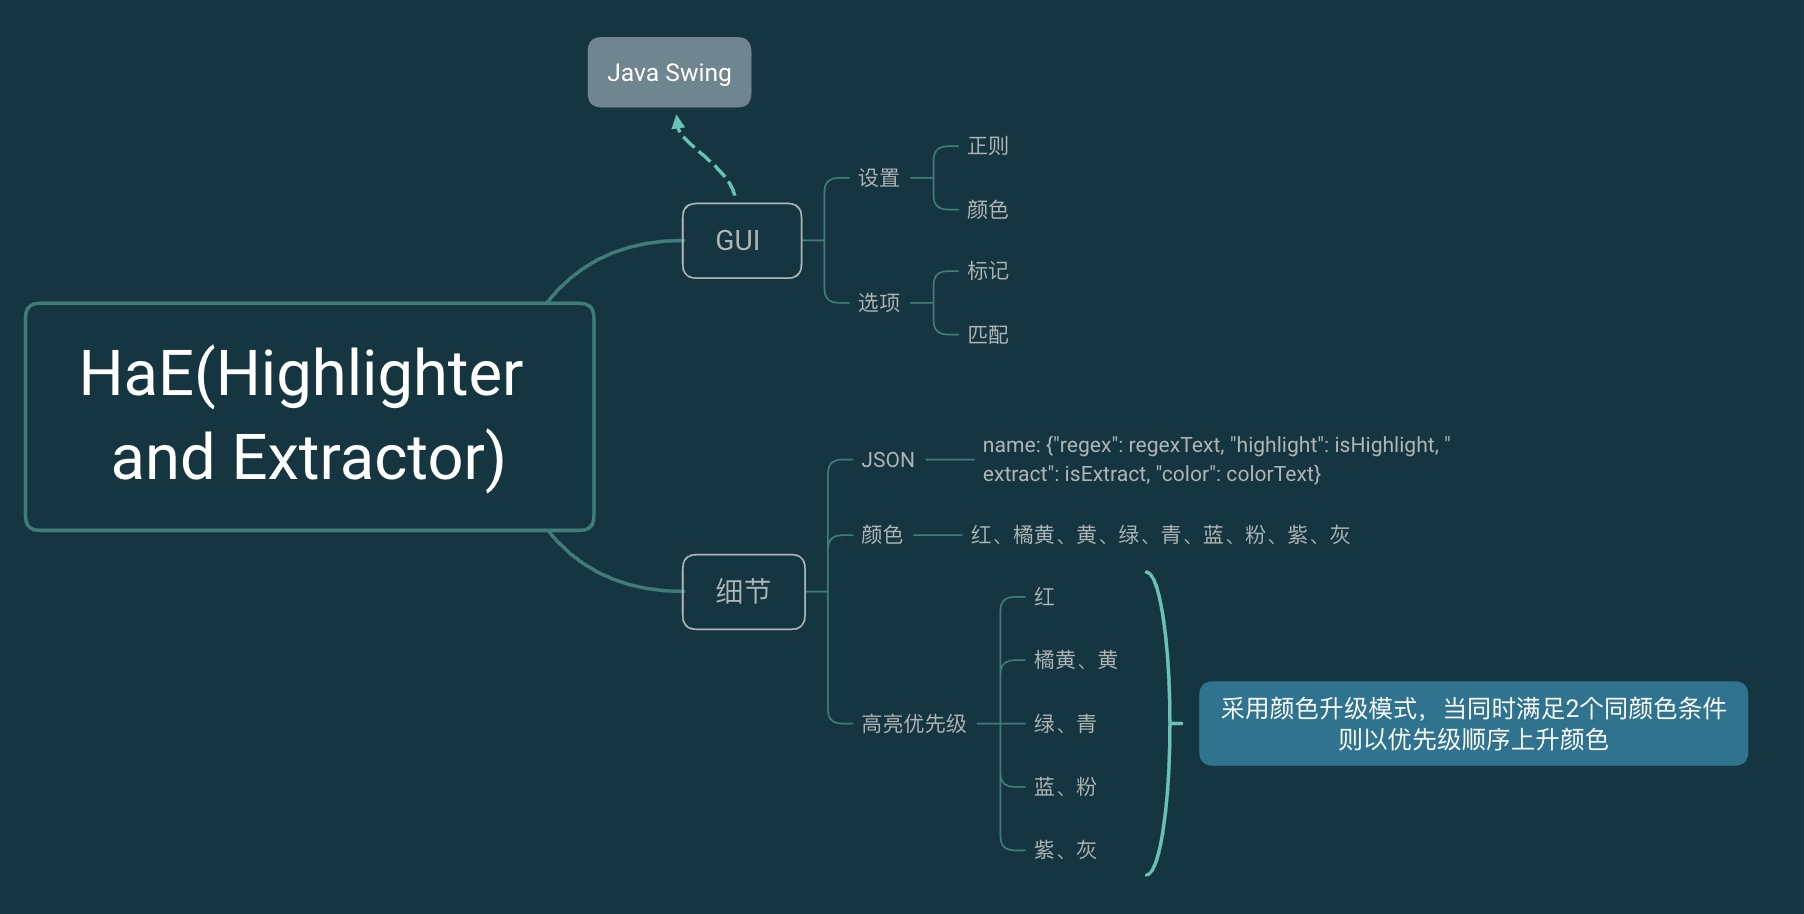 Java Swing
正则
设置
颜色
GUI
标记
选项
匹配
HaE(Highlighter
and Extractor)
name: {"regex": regexText, "highlight": isHighlight, "
extract": isExtract, "color": colorText}
JSON
颜色
红、橘黄、黄、绿、青、蓝、粉、紫、灰
细节
红
橘黄、黄
高亮优先级
绿、青
蓝、粉
紫、灰
采用颜色升级模式，当同时满足2个同颜色条件
则以优先级顺序上升颜色